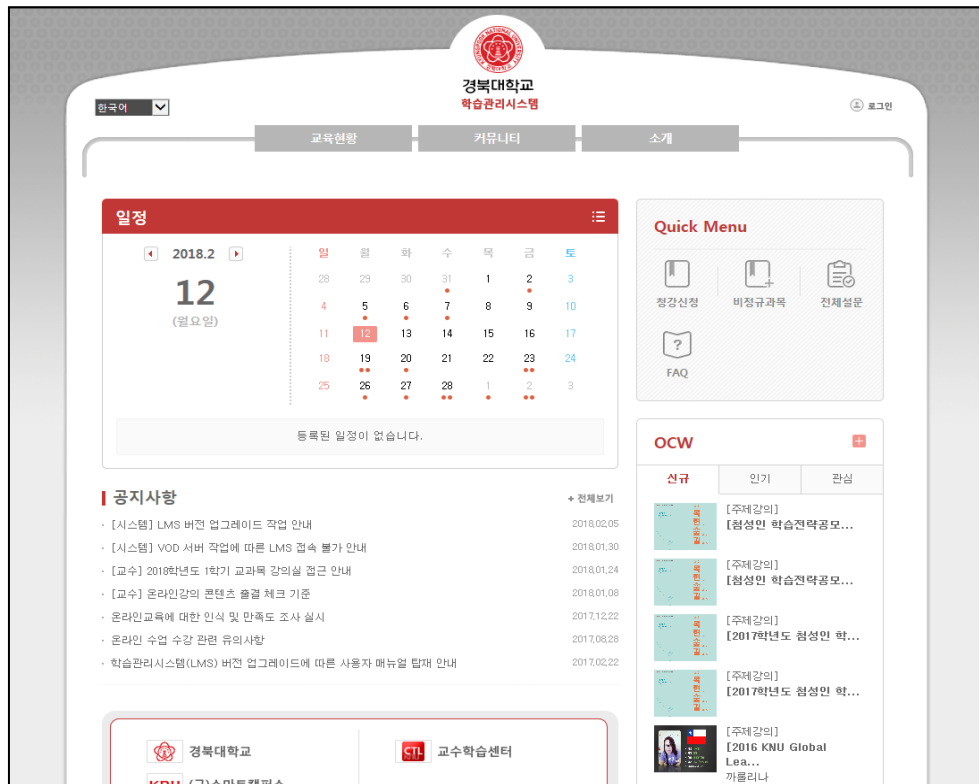 경북대학교
학습관리시스템
한국어
로그인
교육현황
커뮤니티
소개
일정
2018.2
12
(월요일)
일 월 화 수 목 금 토
28 29 30 31 1 2 3
4 5 6 7 8 9 10
11 12 13 14 15 16 17
18 19 20 21 22 23 24
25 26 27 28 1 2 3
등록된 일정이 없습니다.
공지사항
+ 전체보기
· [시스템] LMS 버전 업그레이드 작업 안내 2018.02.05
· [시스템] VOD 서버 작업에 따른 LMS 접속 불가 안내 2018.01.30
· [교수] 2018학년도 1학기 교과목 강의실 접근 안내 2018.01.24
· [교수] 온라인강의 콘텐츠 출결 체크 기준 2018.01.08
· 온라인교육에 대한 인식 및 만족도 조사 실시 2017.12.22
· 온라인 수업 수강 관련 유의사항 2017.08.28
· 학습관리시스템(LMS) 버전 업그레이드에 따른 사용자 매뉴얼 탑재 안내 2017.02.22
경북대학교
CTL 교수학습센터
KNU (구)스마트캠퍼스
Quick Menu
청강신청
비정규과목
전체설문
FAQ
OCW
신규
인기
관심
[주제강의]
[첨성인 학습전략공모...
[주제강의]
[첨성인 학습전략공모...
[주제강의]
[2017학년도 첨성인 학...
[주제강의]
[2017학년도 첨성인 학...
[주제강의]
[2016 KNU Global
Lea...
까롤리나